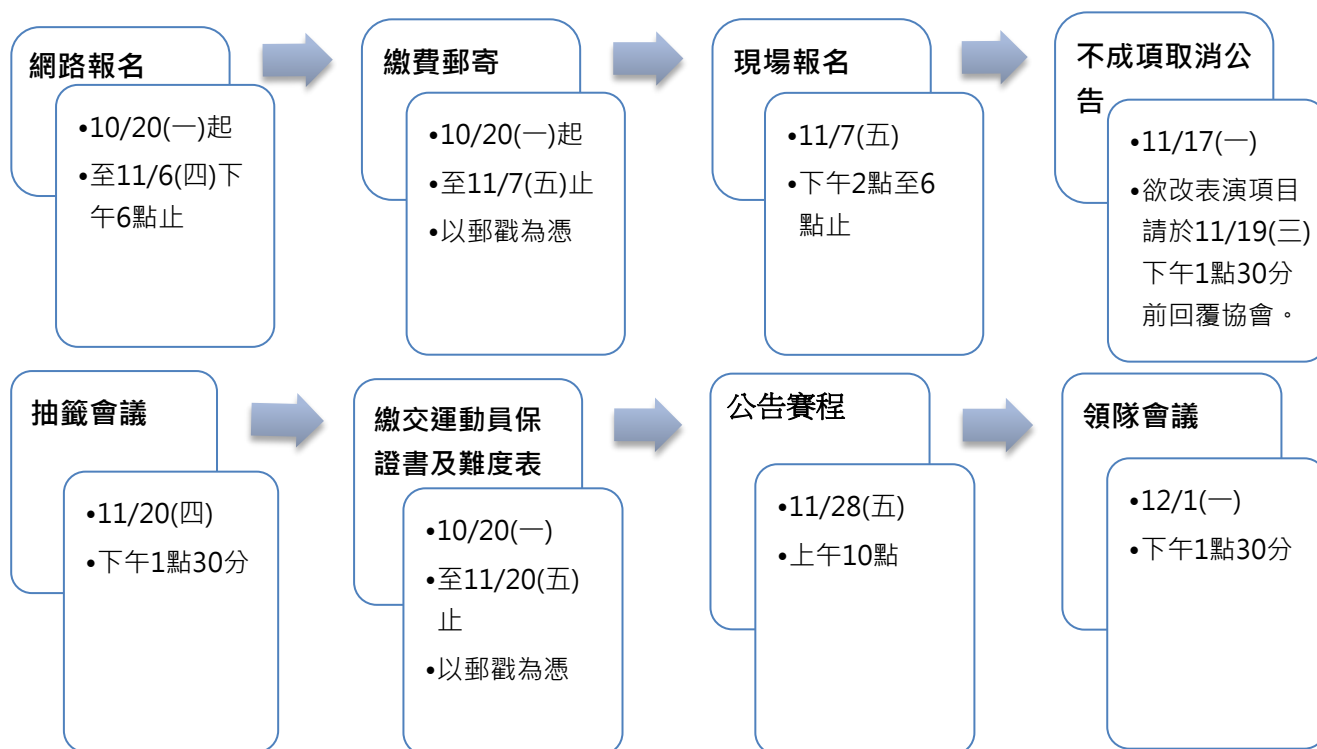 網路報名
•10/20(一)起
•至11/6(四)下
午6點止
繳費郵寄
•10/20(一)起
•至11/7(五)止
•以郵戳為憑
現場報名
•11/7(五)
•下午2點至6
點止
不成項取消公
告
•11/17(一)
•欲改表演項目
請於11/19(三)
下午1點30分
前回覆協會。
抽籤會議
•11/20(四)
•下午1點30分
繳交運動員保
證書及難度表
•10/20(一)
•至11/20(五)
止
•以郵戳為憑
公告賽程
•11/28(五)
•上午10點
領隊會議
•12/1(一)
•下午1點30分